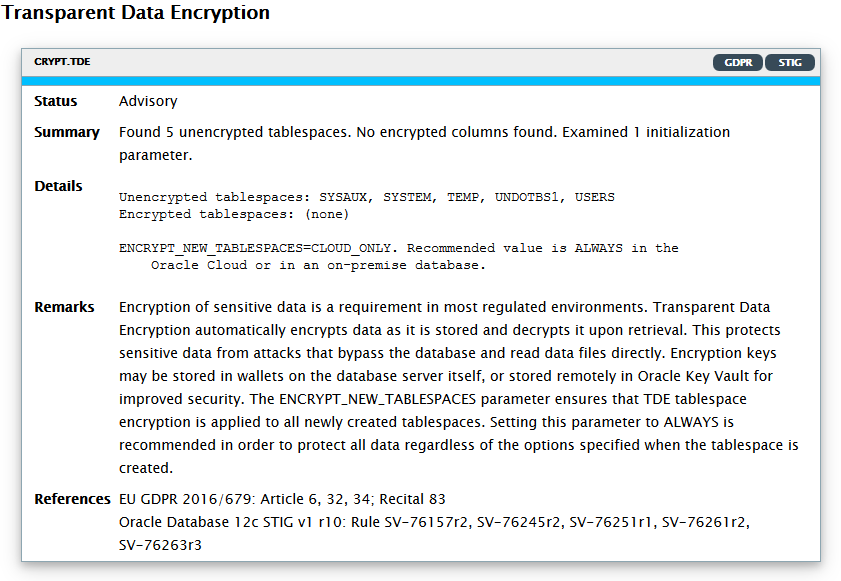 Transparent Data Encryption
CRYPT.TDE GDPR STIG
Status Advisory
Summary Found 5 unencrypted tablespaces. No encrypted columns found. Examined 1 initialization
parameter.
Details
Unencrypted tablespaces: SYSAUX, SYSTEM, TEMP, UNDOTBS1, USERS
Encrypted tablespaces: (none)
ENCRYPT_NEW_TABLESPACES=CLOUD_ONLY. Recommended value is ALWAYS in the
Oracle Cloud or in an on-premise database.
Remarks Encryption of sensitive data is a requirement in most regulated environments. Transparent Data
Encryption automatically encrypts data as it is stored and decrypts it upon retrieval. This protects
sensitive data from attacks that bypass the database and read data files directly. Encryption keys
may be stored in wallets on the database server itself, or stored remotely in Oracle Key Vault for
improved security. The ENCRYPT_NEW_TABLESPACES parameter ensures that TDE tablespace
encryption is applied to all newly created tablespaces. Setting this parameter to ALWAYS is
recommended in order to protect all data regardless of the options specified when the tablespace is
created.
References EU GDPR 2016/679: Article 6, 32, 34; Recital 83
Oracle Database 12c STIG v1 r10: Rule SV-76157r2, SV-76245r2, SV-76251r1, SV-76261r2,
SV-76263r3